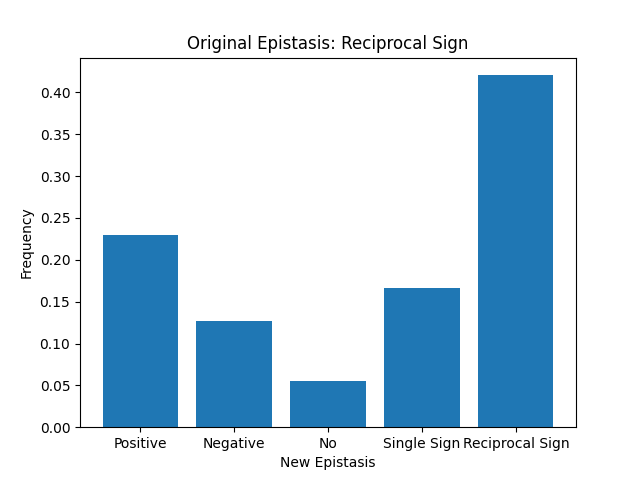 Original Epistasis: Reciprocal Sign
0.40
0.35
0.30
0.25
0.20
0.15
0.10
0.05
0.00
Frequency
Positive Negative No Single Sign Reciprocal Sign
New Epistasis